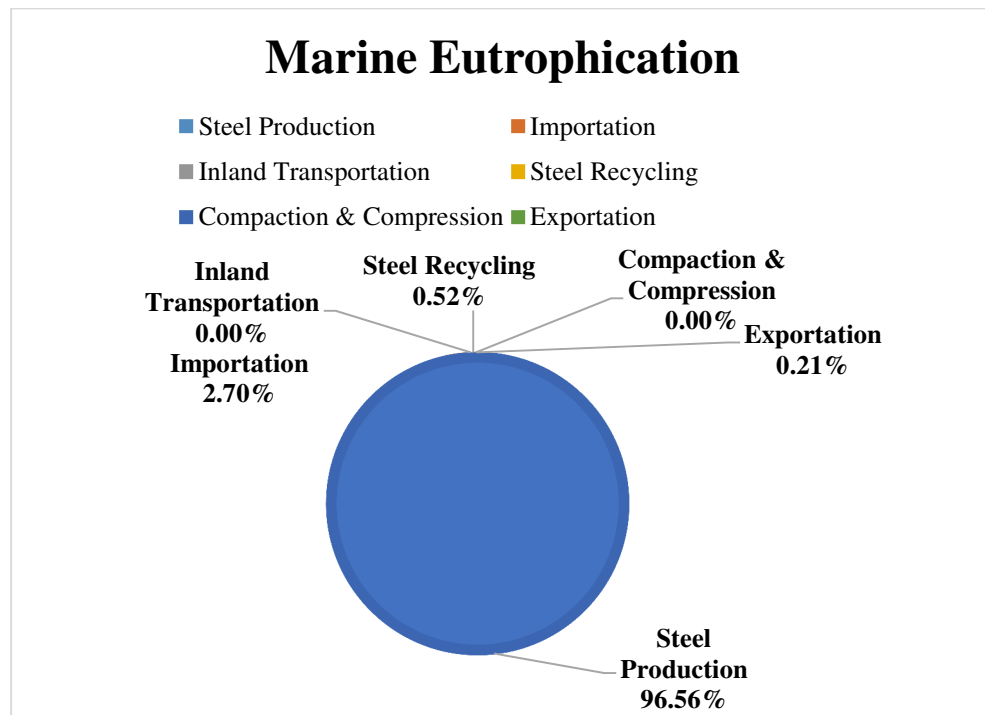 Marine Eutrophication
Steel Production
Importation
Inland Transportation
Steel Recycling
Compaction & Compression
Exportation
Inland
Transportation
0.00%
Importation
2.70%
Steel Recycling
0.52%
Compaction &
Compression
0.00%
Exportation
0.21%
Steel
Production
96.56%